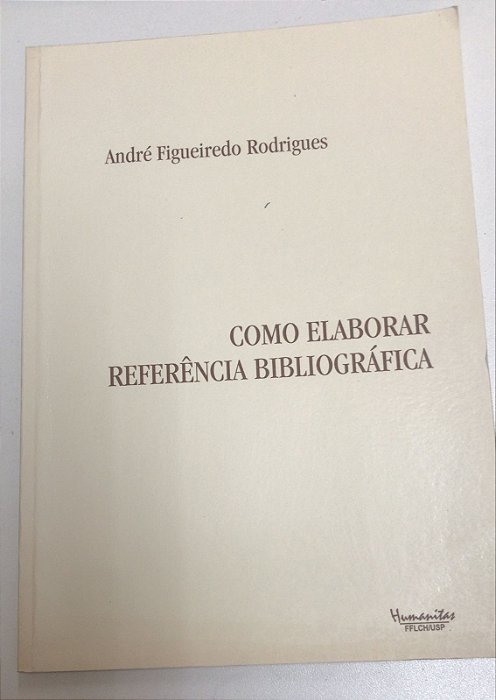 André Figueiredo Rodrigues
COMO ELABORAR
REFERÊNCIA BIBLIOGRÁFICA
Humanitas
FFLCH/USP